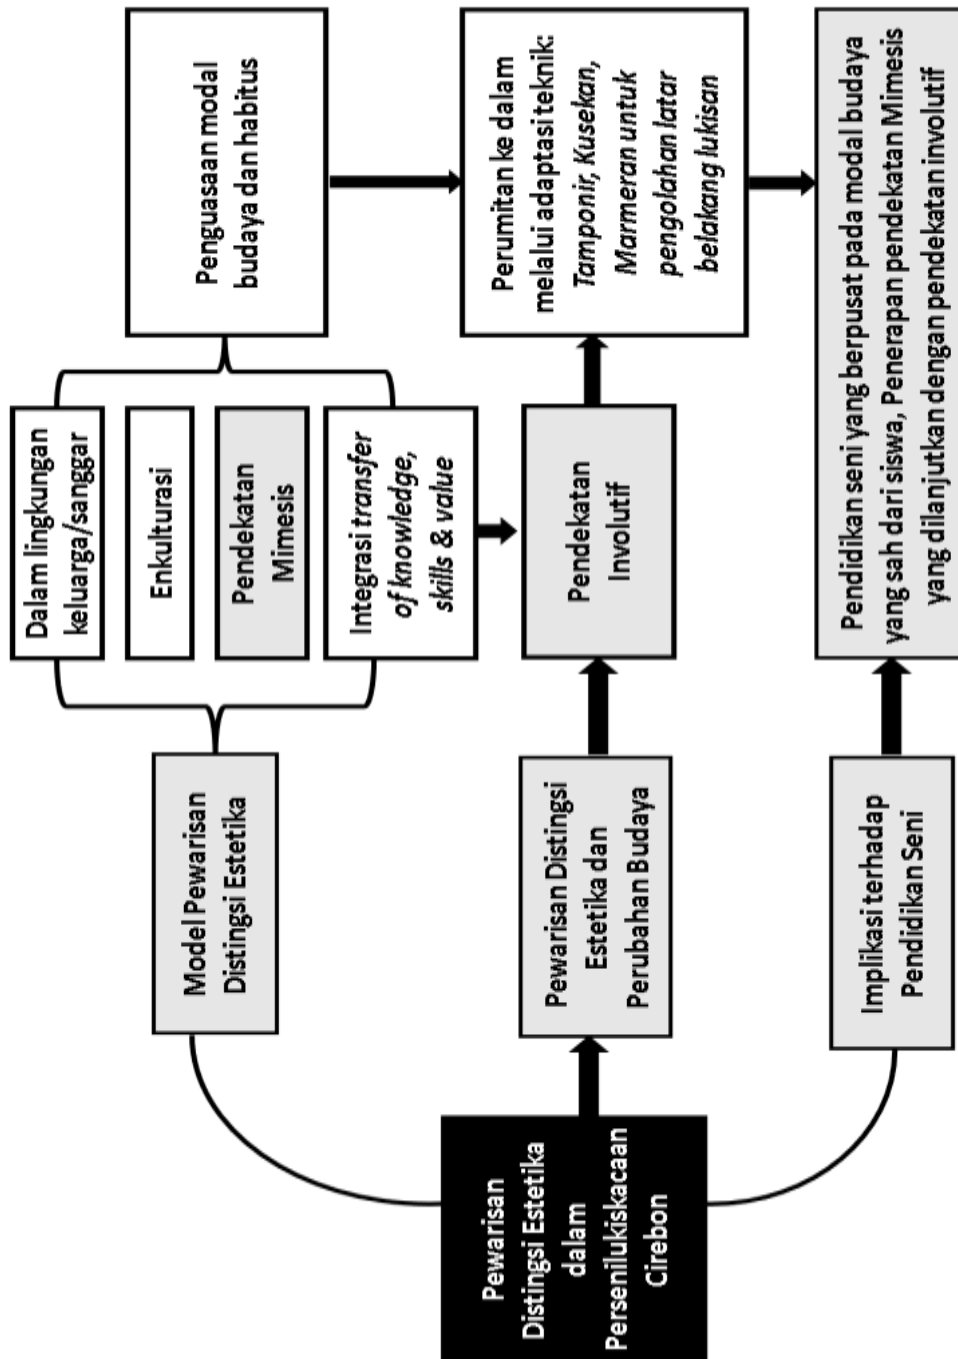 Pewarisan
Distingsi Estetika
dalam
Persenilukiskacaan
Cirebon
Model Pewarisan
Distingsi Estetika
Dalam lingkungan
keluarga/sanggar
Enkulturasi
Pendekatan
Mimesis
Integrasi transfer
of knowledge,
skills & value
Penguasaan modal
budaya dan habitus
Pewarisan Distingsi
Estetika dan
Perubahan Budaya
Pendekatan
Involutif
Perumitan ke dalam
melalui adaptasi teknik:
Tamponir, Kusekan,
Marmeran untuk
pengolahan latar
belakang lukisan
Implikasi terhadap
Pendidikan Seni
Pendidikan seni yang berpusat pada modal budaya
yang sah dari siswa, Penerapan pendekatan Mimesis
yang dilanjutkan dengan pendekatan involutif